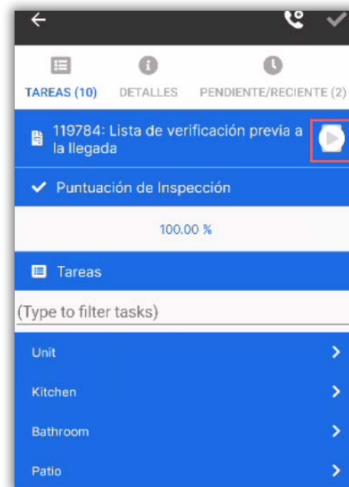 TAREAS (10) DETALLES PENDIENTE/RECIENTE (2)
119784: Lista de verificación previa a
la llegada
Puntuación de Inspección
100.00 %
Tareas
(Type to filter tasks)
Unit
Kitchen
Bathroom
Patio